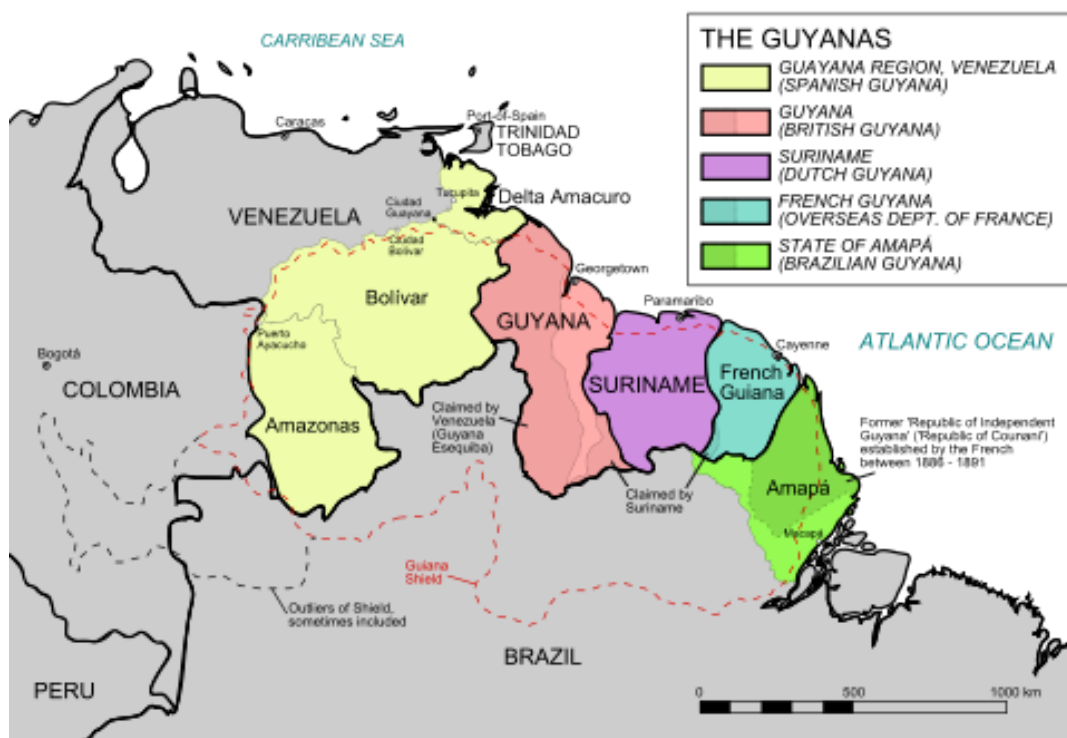 CARRIBEAN SEA
THE GUYANAS
GUAYANA REGION, VENEZUELA
(SPANISH GUYANA)
GUYANA
(BRITISH GUYANA)
SURINAME
(DUTCH GUYANA)
FRENCH GUYANA
(OVERSEAS DEPT. OF FRANCE)
STATE OF AMAPÁ
(BRAZILIAN GUYANA)
Caracas
Port-of-Spain
TRINIDAD
TOBAGO
Tucupita
Delta Amacuro
Ciudad
Guayana
VENEZUELA
Ciudad
Bolivar
Georgetown
Bolívar
Paramaribo
GUYANA
Puerto
Ayacucho
ATLANTIC OCEAN
Cayenne
Bogotá
French
Guiana
COLOMBIA
SURINAME
Claimed by
Venezuela
(Guyana
Esequiba)
Amazonas
Former 'Republic of Independent
Guyana' ('Republic of Counani')
established by the French
between 1886 - 1891
Amapá
Claimed by
Suriname
Macapá
Guiana
Shield
Outliers of Shield,
sometimes included
BRAZIL
PERU
0 500 1000 km